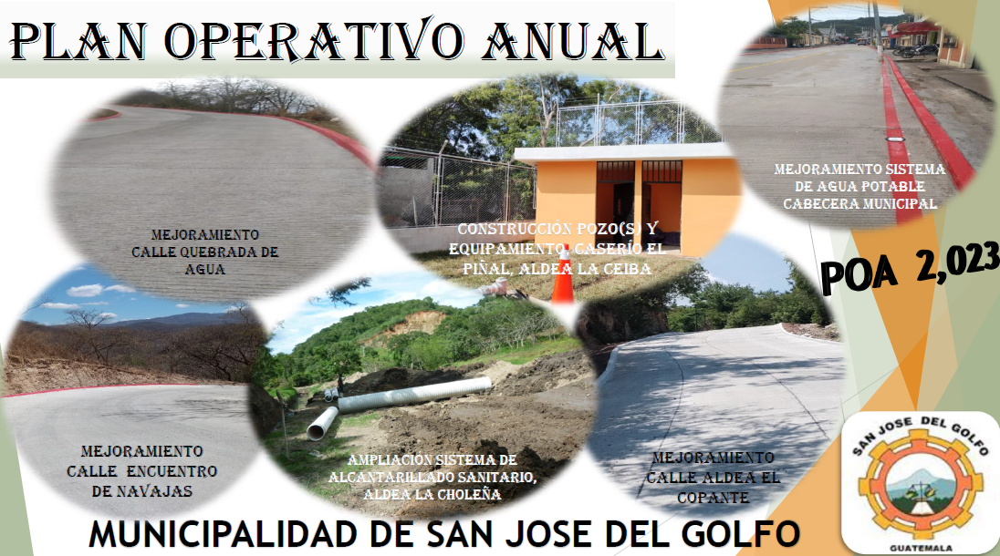 PLAN OPERATIVO ANUAL
MEJORAMIENTO SISTEMA
DE AGUA POTABLE
CABECERA MUNICIPAL
MEJORAMIENTO
CALLE QUEBRADA DE
AGUA
CONSTRUCCIÓN POZO(S) Y
EQUIPAMIENTO, CASERÍO EL
PIÑAL, ALDEA LA CEIBA
POA 2,023
MEJORAMIENTO
CALLE ENCUENTRO
DE NAVAJAS
AMPLIACIÓN SISTEMA DE
ALCANTARILLADO SANITARIO,
ALDEA LA CHOLEÑA
MEJORAMIENTO
CALLE ALDEA EL
COPANTE
SAN JOSE DEL GOLFO
GUATEMALA
MUNICIPALIDAD DE SAN JOSE DEL GOLFO